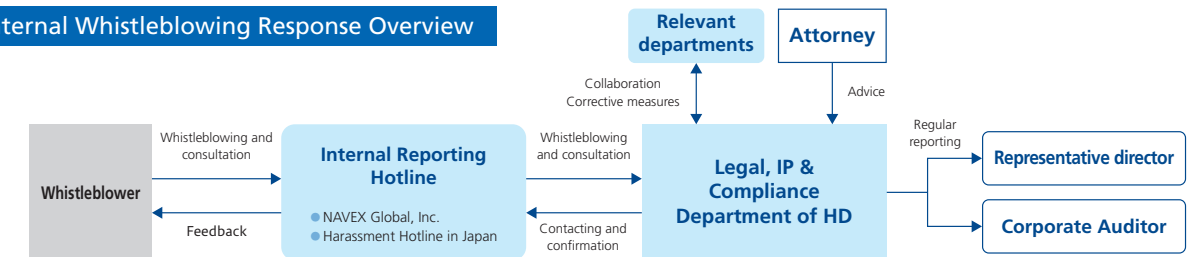 ternal Whistleblowing Response Overview
Relevant
departments
Attorney
Collaboration
Corrective measures
Advice
Whistleblower
Whistleblowing and
consultation
Feedback
Internal Reporting
Hotline
NAVEX Global, Inc.
Harassment Hotline in Japan
Whistleblowing
and consultation
Contacting and
confirmation
Legal, IP &
Compliance
Department of HD
Regular
reporting
Representative director
Corporate Auditor